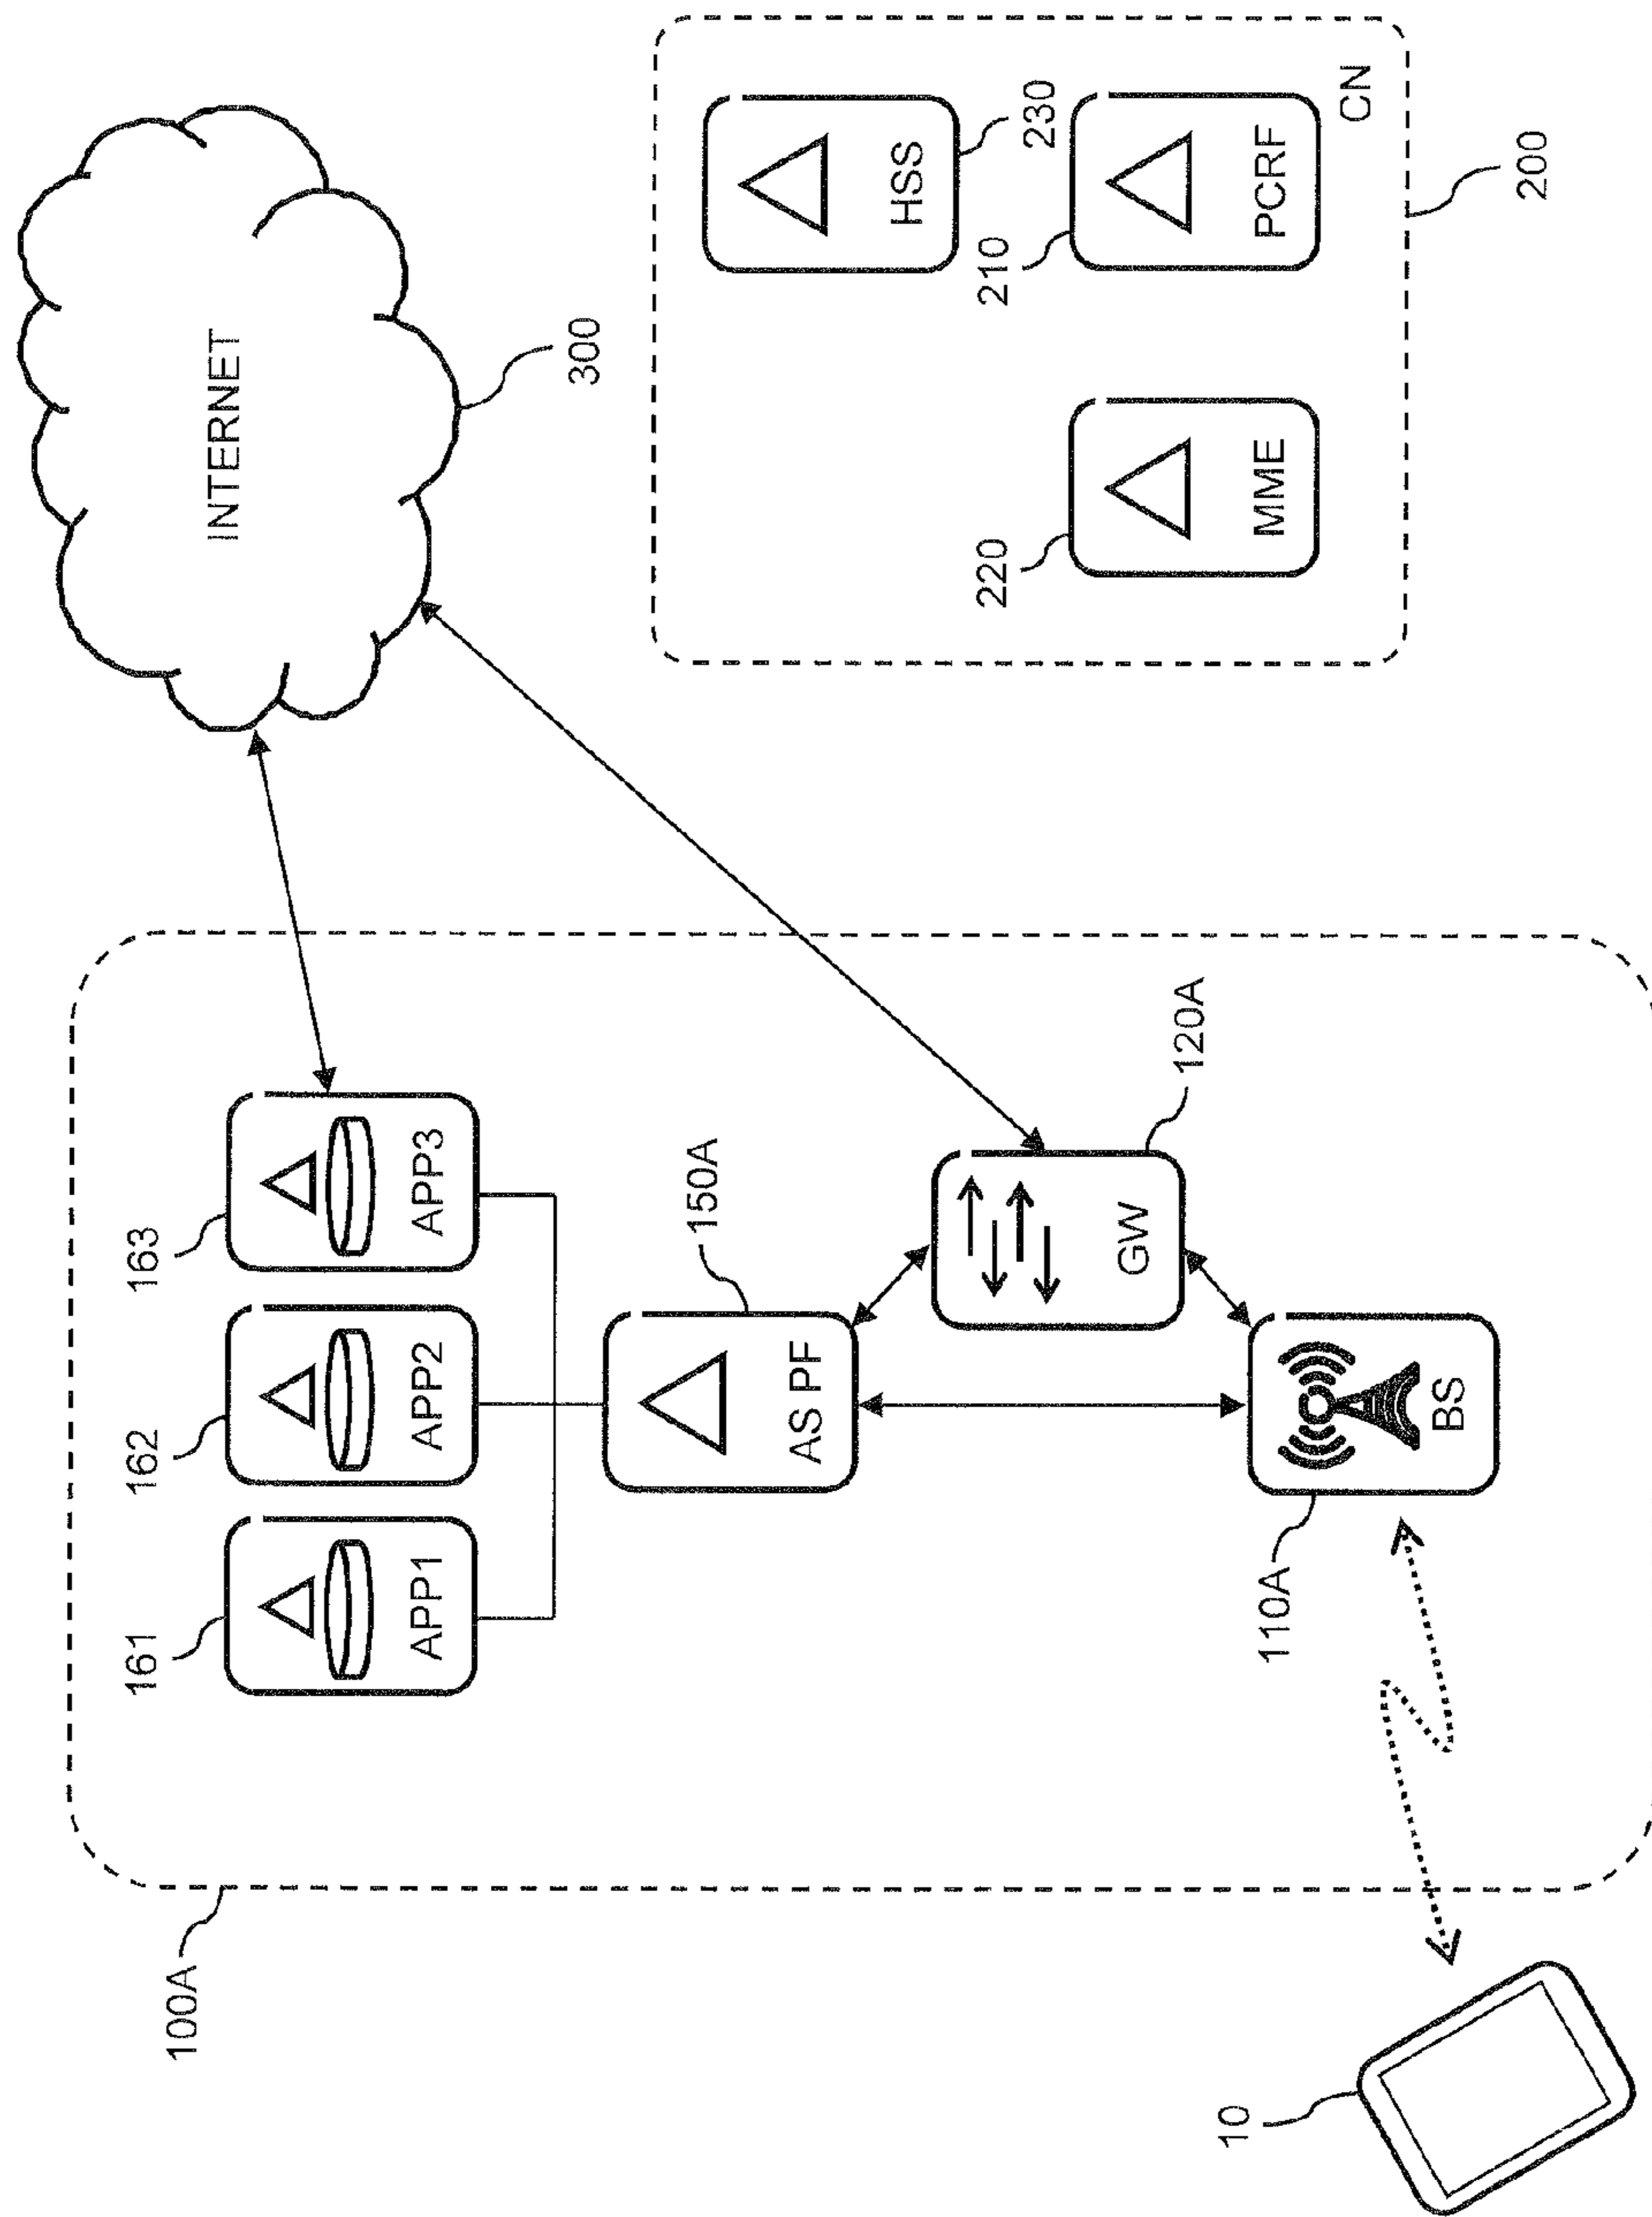 100A
161
162
163
APP1
APP2
APP3
INTERNET
300
AS PF
150A
GW
120A
110A
BS
10
HSS
230
220
210
MME
PCRF
CN
200